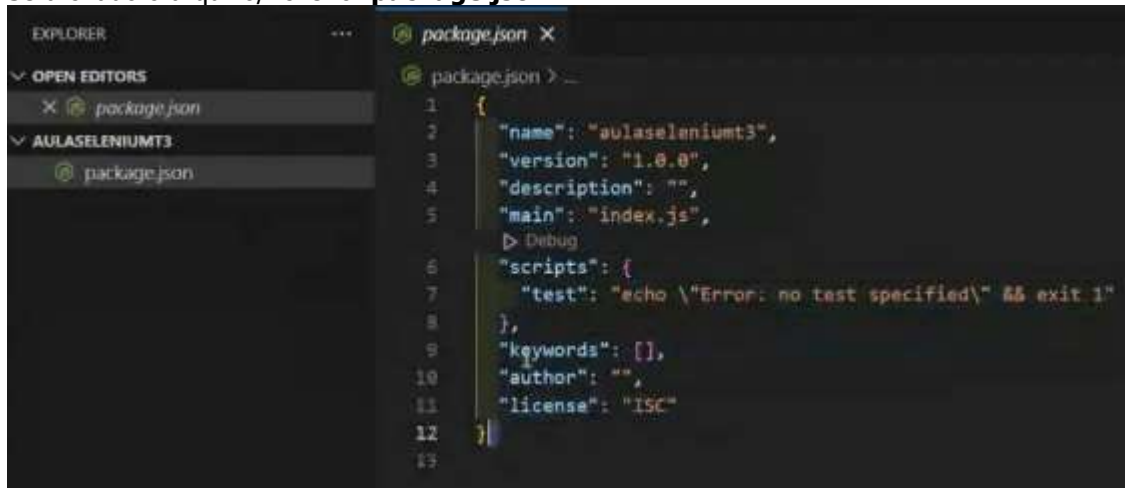 EXPLORER ...
package.json ×
OPEN EDITORS
× package.json
AULASELENIUMT3
package.json
package.json > ...
1 {
2 "name": "aulaseleniumt3",
3 "version": "1.0.0",
4 "description": "",
5 "main": "index.js",
Debug
6 "scripts": {
7 "test": "echo \"Error: no test specified\" && exit 1"
8 },
9 "keywords": [],
10 "author": "",
11 "license": "ISC"
12 }
13